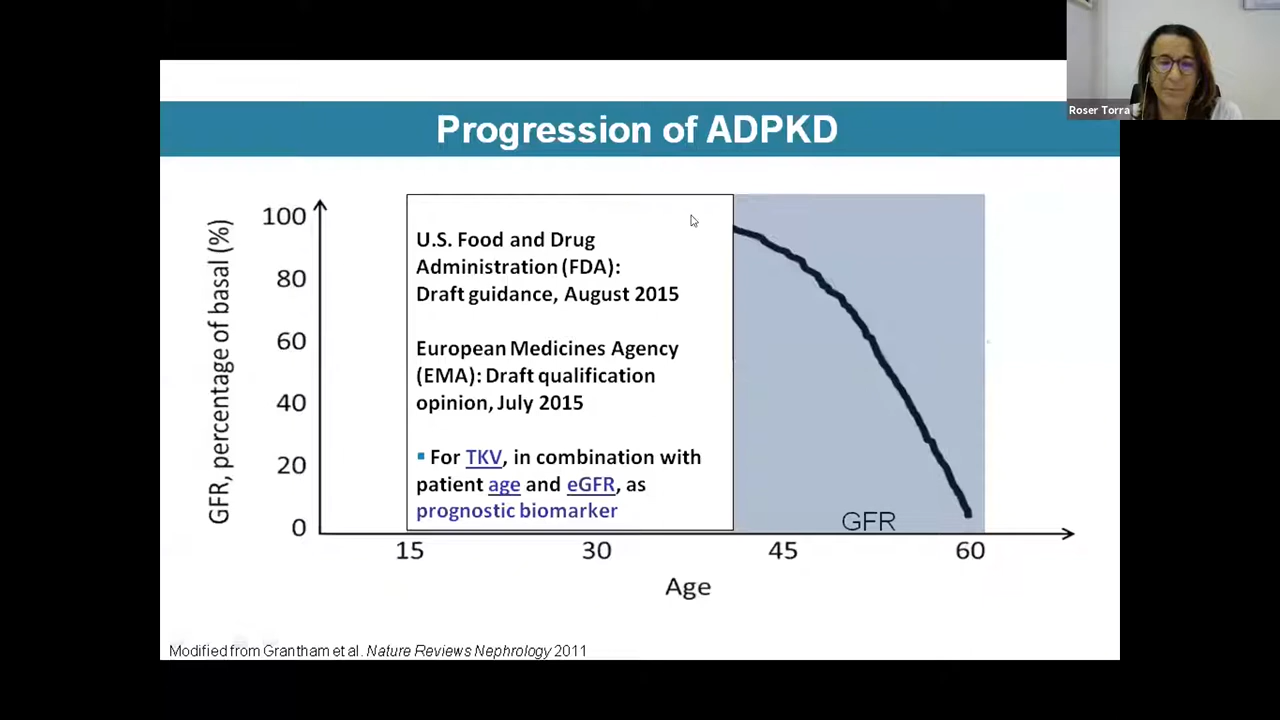 Roser Torra
Progression of ADPKD
GFR, percentage of basal (%)
100
80
60
40
20
0
U.S. Food and Drug
Administration (FDA):
Draft guidance, August 2015
European Medicines Agency
(EMA): Draft qualification
opinion, July 2015
▪ For TKV, in combination with
patient age and eGFR, as
prognostic biomarker
GFR
15 30 45 60
Age
Modified from Grantham et al. Nature Reviews Nephrology 2011